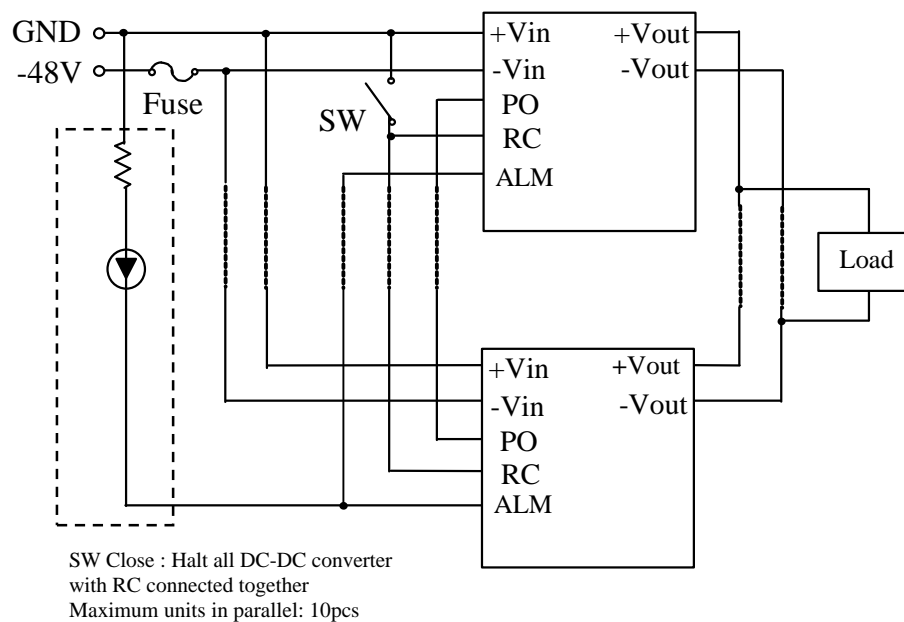 GND
-48V
Fuse
SW
+Vin
-Vin
PO
RC
ALM
+Vout
-Vout
Load
+Vin
-Vin
PO
RC
ALM
+Vout
-Vout
SW Close : Halt all DC-DC converter
with RC connected together
Maximum units in parallel: 10pcs